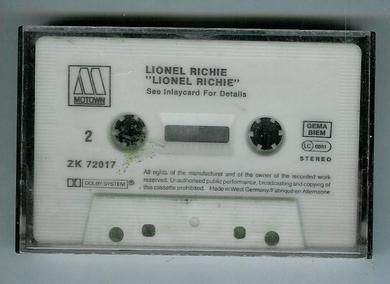 MOTOWN
LIONEL RICHIE
"LIONEL RICHIE"
See Inlaycard For Details
2
GEMA
BIEM
LC 0881
STEREO
ZK 72017
DOLBY SYSTEM®
All rights of the manufacturer and of the owner of the recorded work
reserved. Unauthorised public performance, broadcasting and copying of
this cassette prohibited. Made in West Germany/Fabriqué en Allemagne